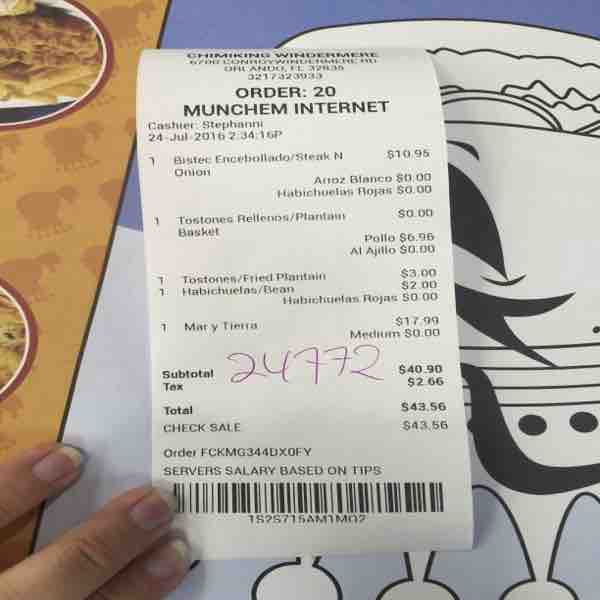 CHIMIKING WINDERMERE
6700 CONROYWINDERMERE RD
ORLANDO, FL 32835
3217323933
ORDER: 20
MUNCHEM INTERNET
Cashier: Stephanni
24-Jul-2016 2:34:16P
1 Bistec Encebollado/Steak N $10.95
Onion
Arroz Blanco $0.00
Habichuelas Rojas $0.00
1 Tostones Rellenos/Plantain $0.00
Basket
Pollo $6.96
Al Ajillo $0.00
1 Tostones/Fried Plantain $3.00
1 Habichuelas/Bean $2.00
Habichuelas Rojas $0.00
1 Mar y Tierra $17.99
Medium $0.00
24772
Subtotal $40.90
Tax $2.66
Total $43.56
CHECK SALE $43.56
Order FCKMG344DX0FY
SERVERS SALARY BASED ON TIPS
1S2S715AM1MQ2